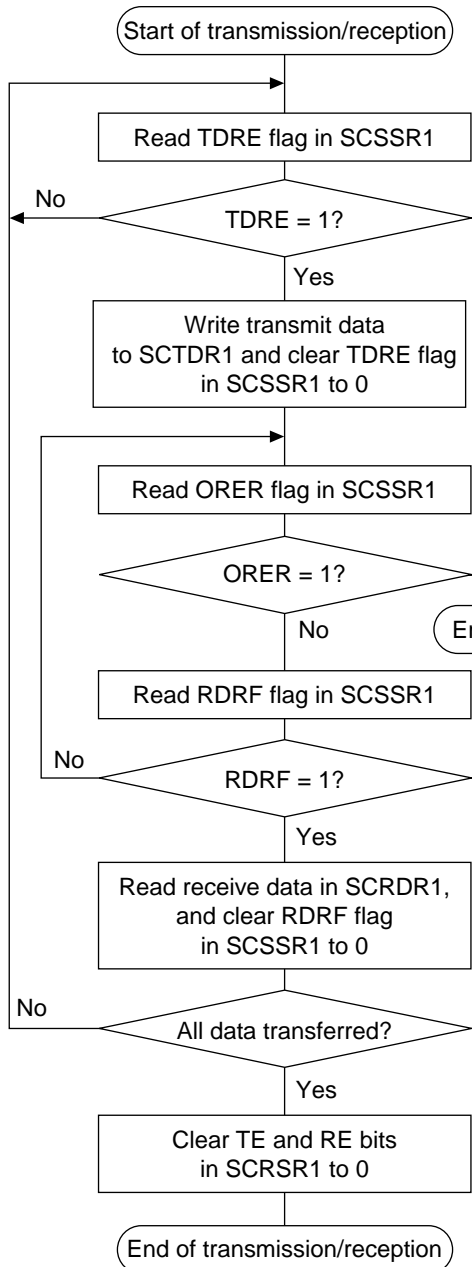 Start of transmission/reception
Read TDRE flag in SCSSR1
No
TDRE = 1?
Yes
Write transmit data
to SCTDR1 and clear TDRE flag
in SCSSR1 to 0
Read ORER flag in SCSSR1
ORER = 1?
No
Read RDRF flag in SCSSR1
No
RDRF = 1?
Yes
Read receive data in SCRDR1,
and clear RDRF flag
in SCSSR1 to 0
No
All data transferred?
Yes
Clear TE and RE bits
in SCRSR1 to 0
End of transmission/reception